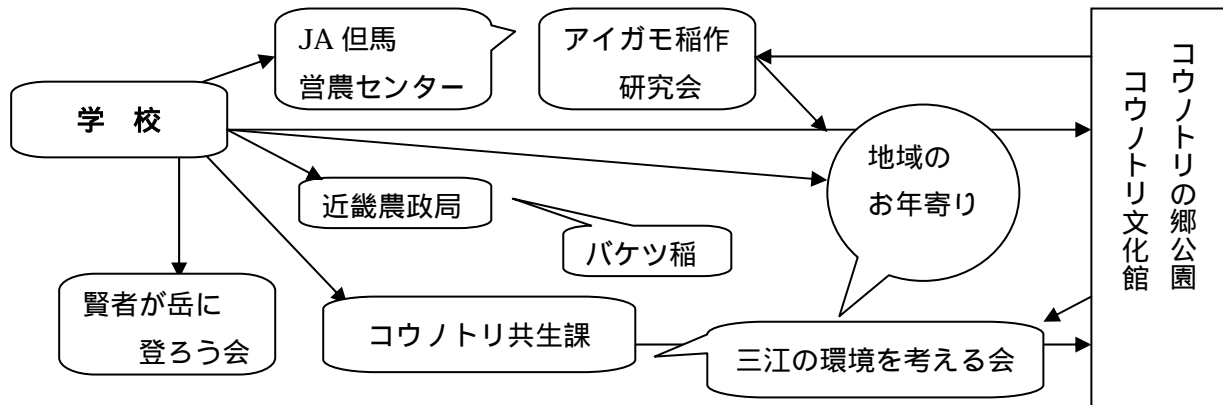 JA 但馬
営農センター
アイガモ稲作
研究会
コウノトリの郷公園
コウノトリ文化館
学　校
地域の
お年寄り
近畿農政局
バケツ稲
賢者が岳に
登ろう会
コウノトリ共生課
三江の環境を考える会